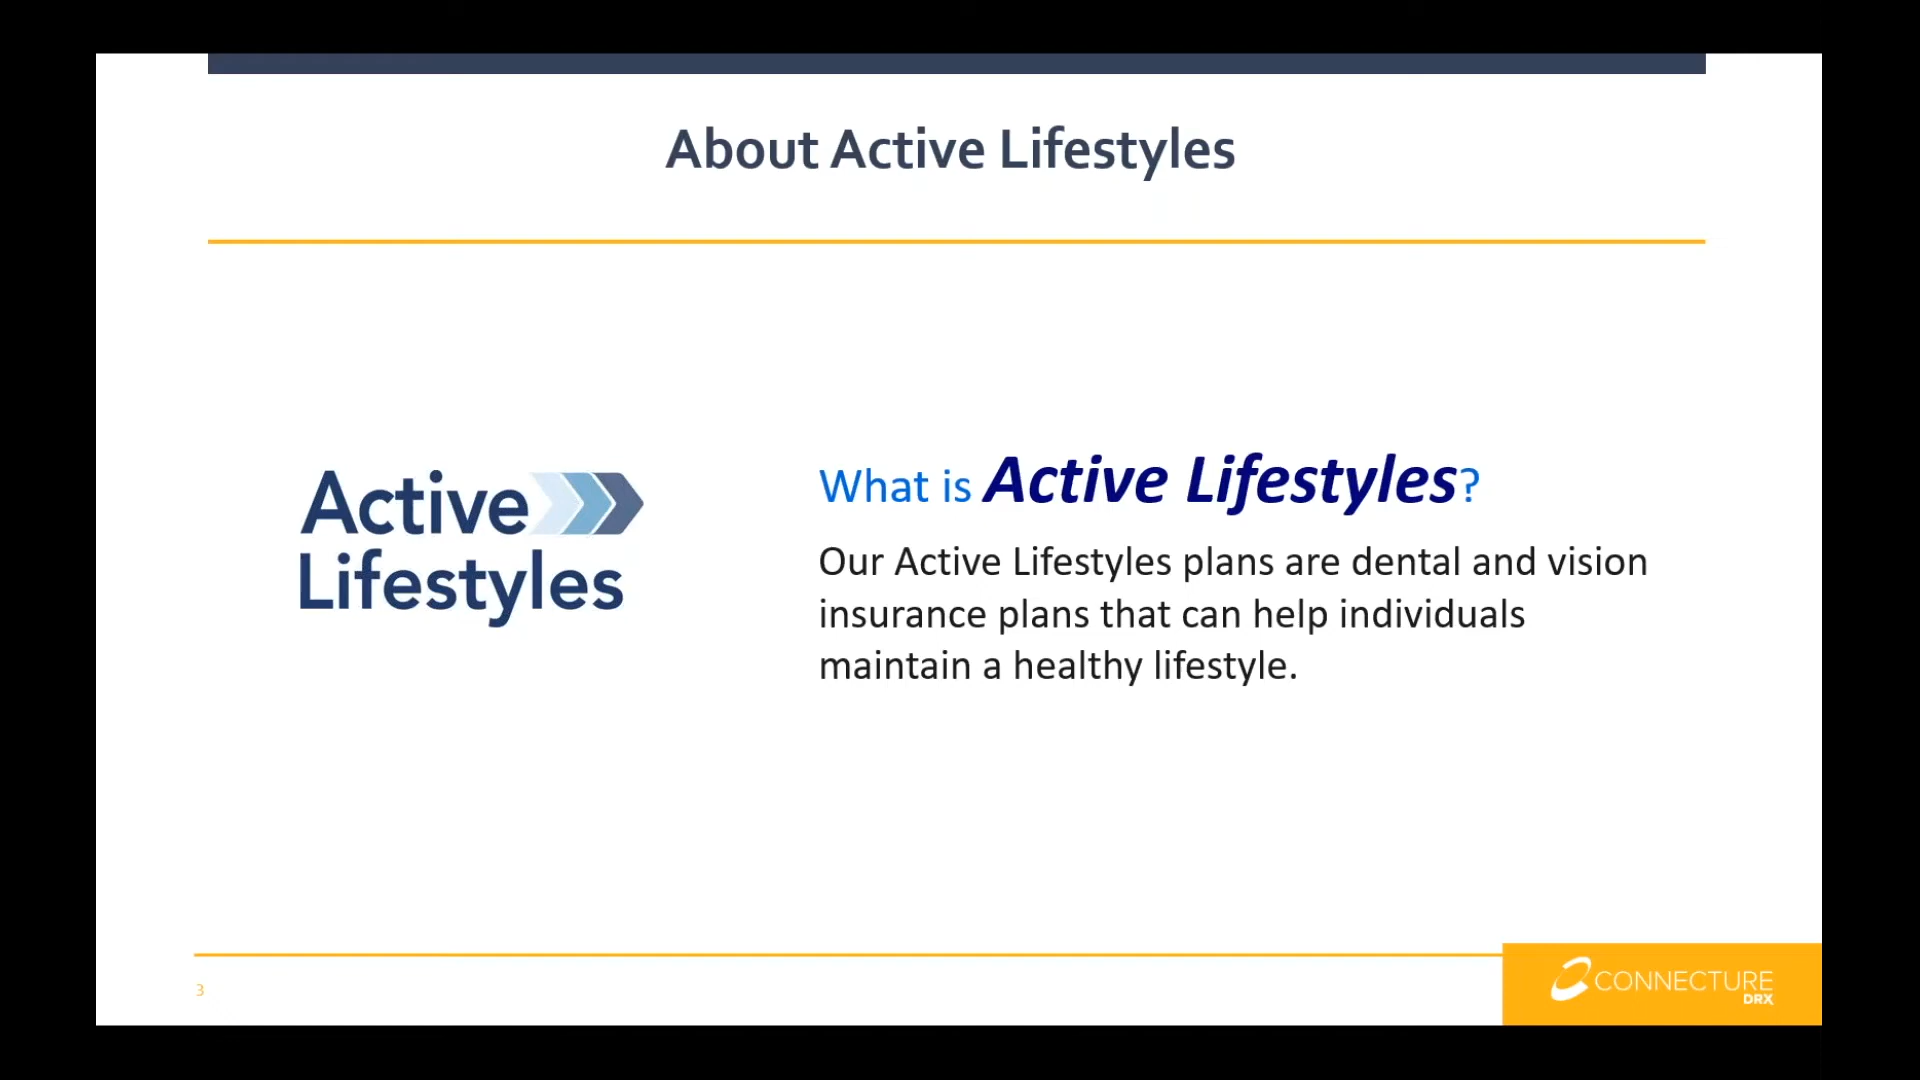 About Active Lifestyles
Active
Lifestyles
What is Active Lifestyles?
Our Active Lifestyles plans are dental and vision
insurance plans that can help individuals
maintain a healthy lifestyle.
3
CONNECTURE
DRX